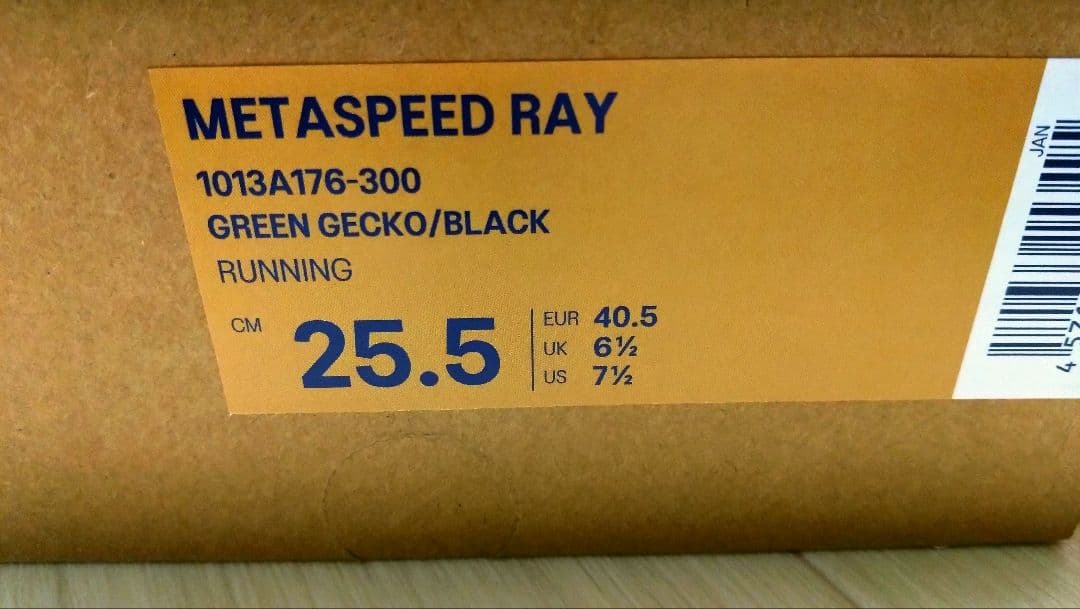 METASPEED RAY
1013A176-300
GREEN GECKO/BLACK
RUNNING
CM 25.5
EUR 40.5
UK 6½
US 7½
JAN